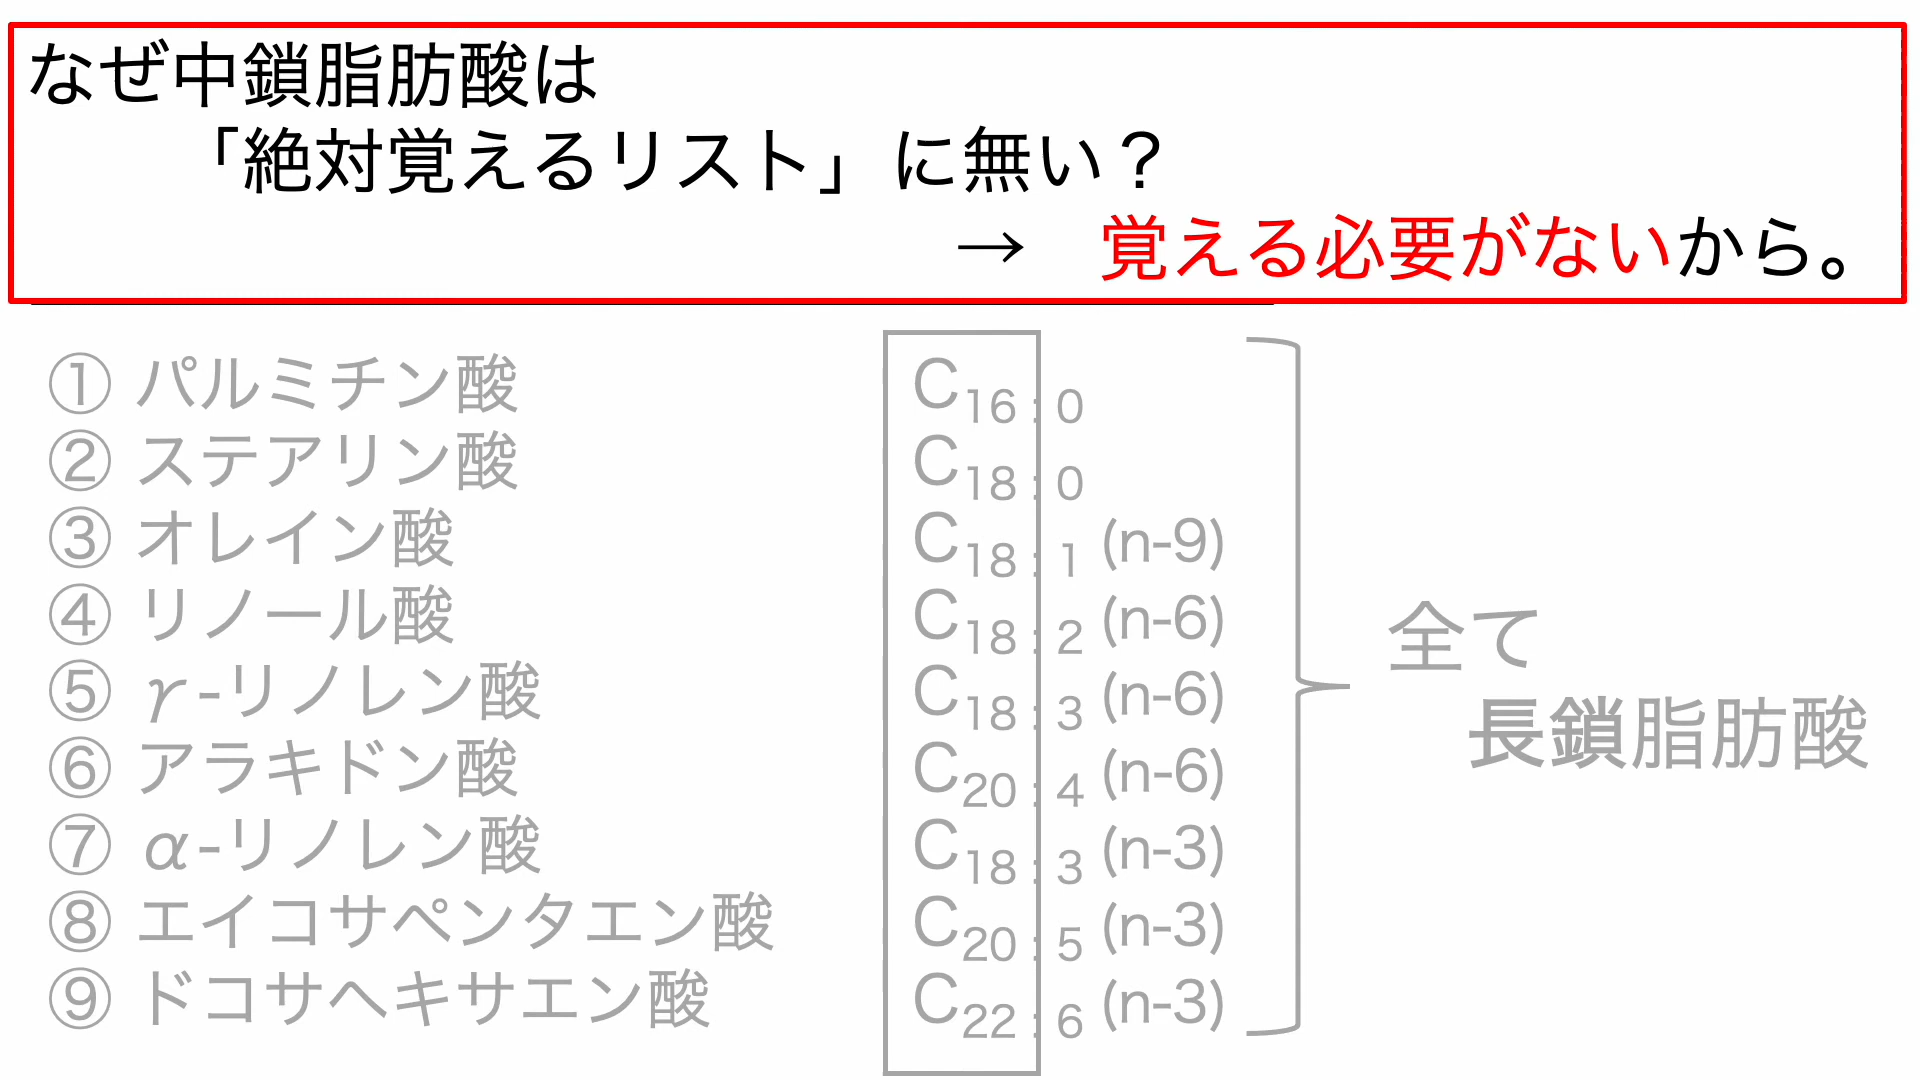 なぜ中鎖脂肪酸は
「絶対覚えるリスト」に無い？
→ 覚える必要がないから。
① パルミチン酸 C16 : 0
② ステアリン酸 C18 : 0
③ オレイン酸 C18 : 1 (n-9)
④ リノール酸 C18 : 2 (n-6)
⑤ γ-リノレン酸 C18 : 3 (n-6)
⑥ アラキドン酸 C20 : 4 (n-6)
⑦ α-リノレン酸 C18 : 3 (n-3)
⑧ エイコサペンタエン酸 C20 : 5 (n-3)
⑨ ドコサヘキサエン酸 C22 : 6 (n-3)
全て
長鎖脂肪酸